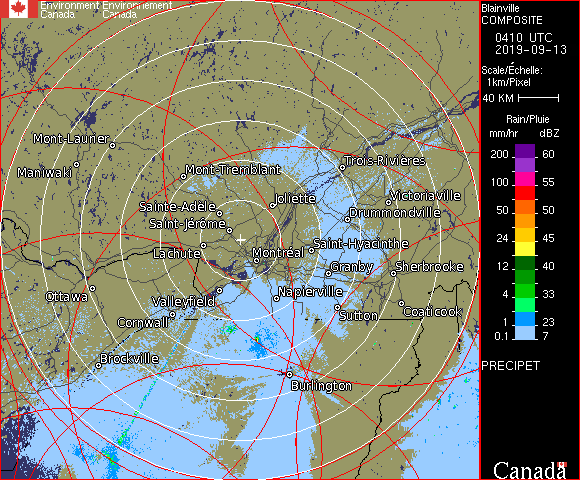 Environment Environnement
Canada Canada
Blainville
COMPOSITE
0410 UTC
2019-09-13
Scale/Échelle:
1km/Pixel
40 KM
Rain/Pluie
mm/hr dBZ
200 60
100 55
50 50
24 45
12 40
4 33
1 23
0.1 7
PRECIPET
Canada
Mont-Laurier
Maniwaki
Mont-Tremblant
Trois-Rivières
Sainte-Adèle
Joliette
Victoriaville
Drummondville
Saint-Jérôme
Lachute
Montréal
Saint-Hyacinthe
Granby
Sherbrooke
Ottawa
Valleyfield
Napierville
Cornwall
Sutton
Coaticook
Brockville
Burlington